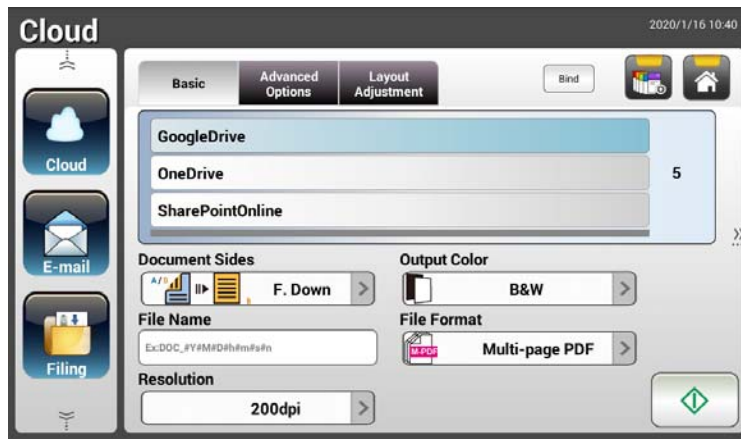 Cloud
2020/1/16 10:40
Basic
Advanced
Options
Layout
Adjustment
Bind
Cloud
E-mail
Filing
GoogleDrive
OneDrive
SharePointOnline
5
Document Sides
A/
F. Down
Output Color
B&W
File Name
Ex:DOC_#Y#M#D#h#m#s#n
File Format
M-PDF
Multi-page PDF
Resolution
200dpi